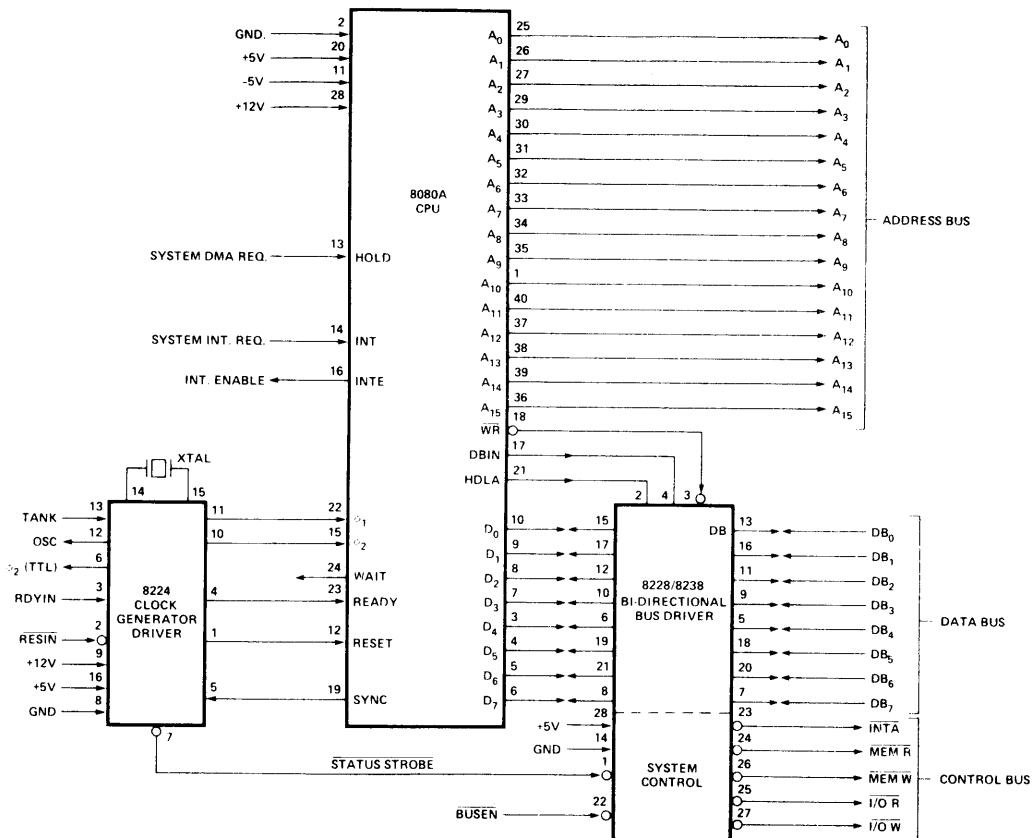 2
GND.
20
+5V
11
-5V
28
+12V
8080A
CPU
SYSTEM DMA REQ.
13
HOLD
SYSTEM INT. REQ.
14
INT
INT. ENABLE
16
INTE
A0 25 A0
A1 26 A1
A2 27 A2
A3 29 A3
A4 30 A4
A5 31 A5
A6 32 A6
A7 33 A7
A8 34 A8
A9 35 A9
A10 1 A10
A11 40 A11
A12 37 A12
A13 38 A13
A14 39 A14
A15 36 A15
ADDRESS BUS
WR 18
DBIN 17
HDLA 21
XTAL
14 15
TANK 13
OSC 12
φ2 (TTL) 6
RDYIN 3
RESIN 2
+12V 9
+5V 16
GND 8
8224
CLOCK
GENERATOR
DRIVER
11 22 φ1
10 15 φ2
24 WAIT
4 23 READY
1 12 RESET
5 19 SYNC
7
STATUS STROBE
1
D0 10 15
D1 9 17
D2 8 12
D3 7 10
D4 3 6
D5 4 19
D6 5 21
D7 6 8
2 4 3
DB
8228/8238
BI-DIRECTIONAL
BUS DRIVER
13 DB0
16 DB1
11 DB2
9 DB3
5 DB4
18 DB5
20 DB6
7 DB7
DATA BUS
+5V 28
GND 14
BUSEN 22
SYSTEM
CONTROL
23 INTA
24 MEM R
26 MEM W
25 I/O R
27 I/O W
CONTROL BUS